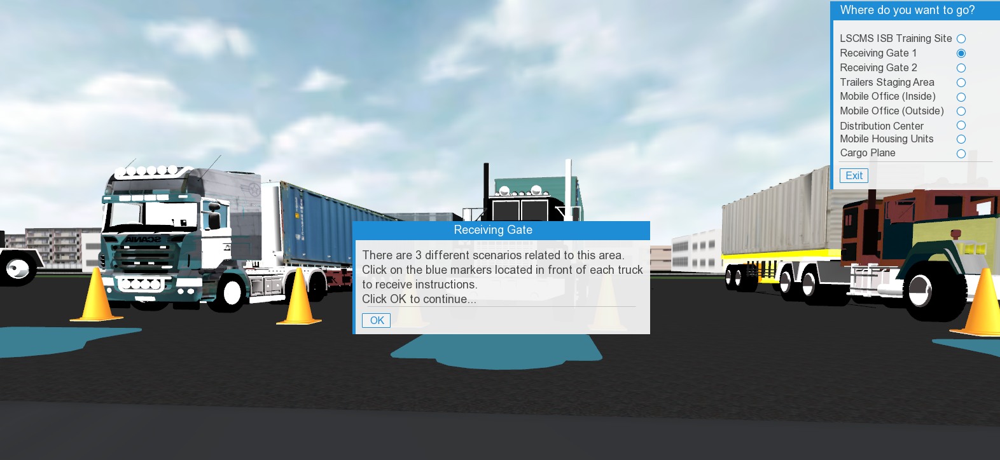 Where do you want to go?
LSCMS ISB Training Site
Receiving Gate 1
Receiving Gate 2
Trailers Staging Area
Mobile Office (Inside)
Mobile Office (Outside)
Distribution Center
Mobile Housing Units
Cargo Plane
Exit
Receiving Gate
There are 3 different scenarios related to this area.
Click on the blue markers located in front of each truck
to receive instructions.
Click OK to continue...
OK
SCANIA